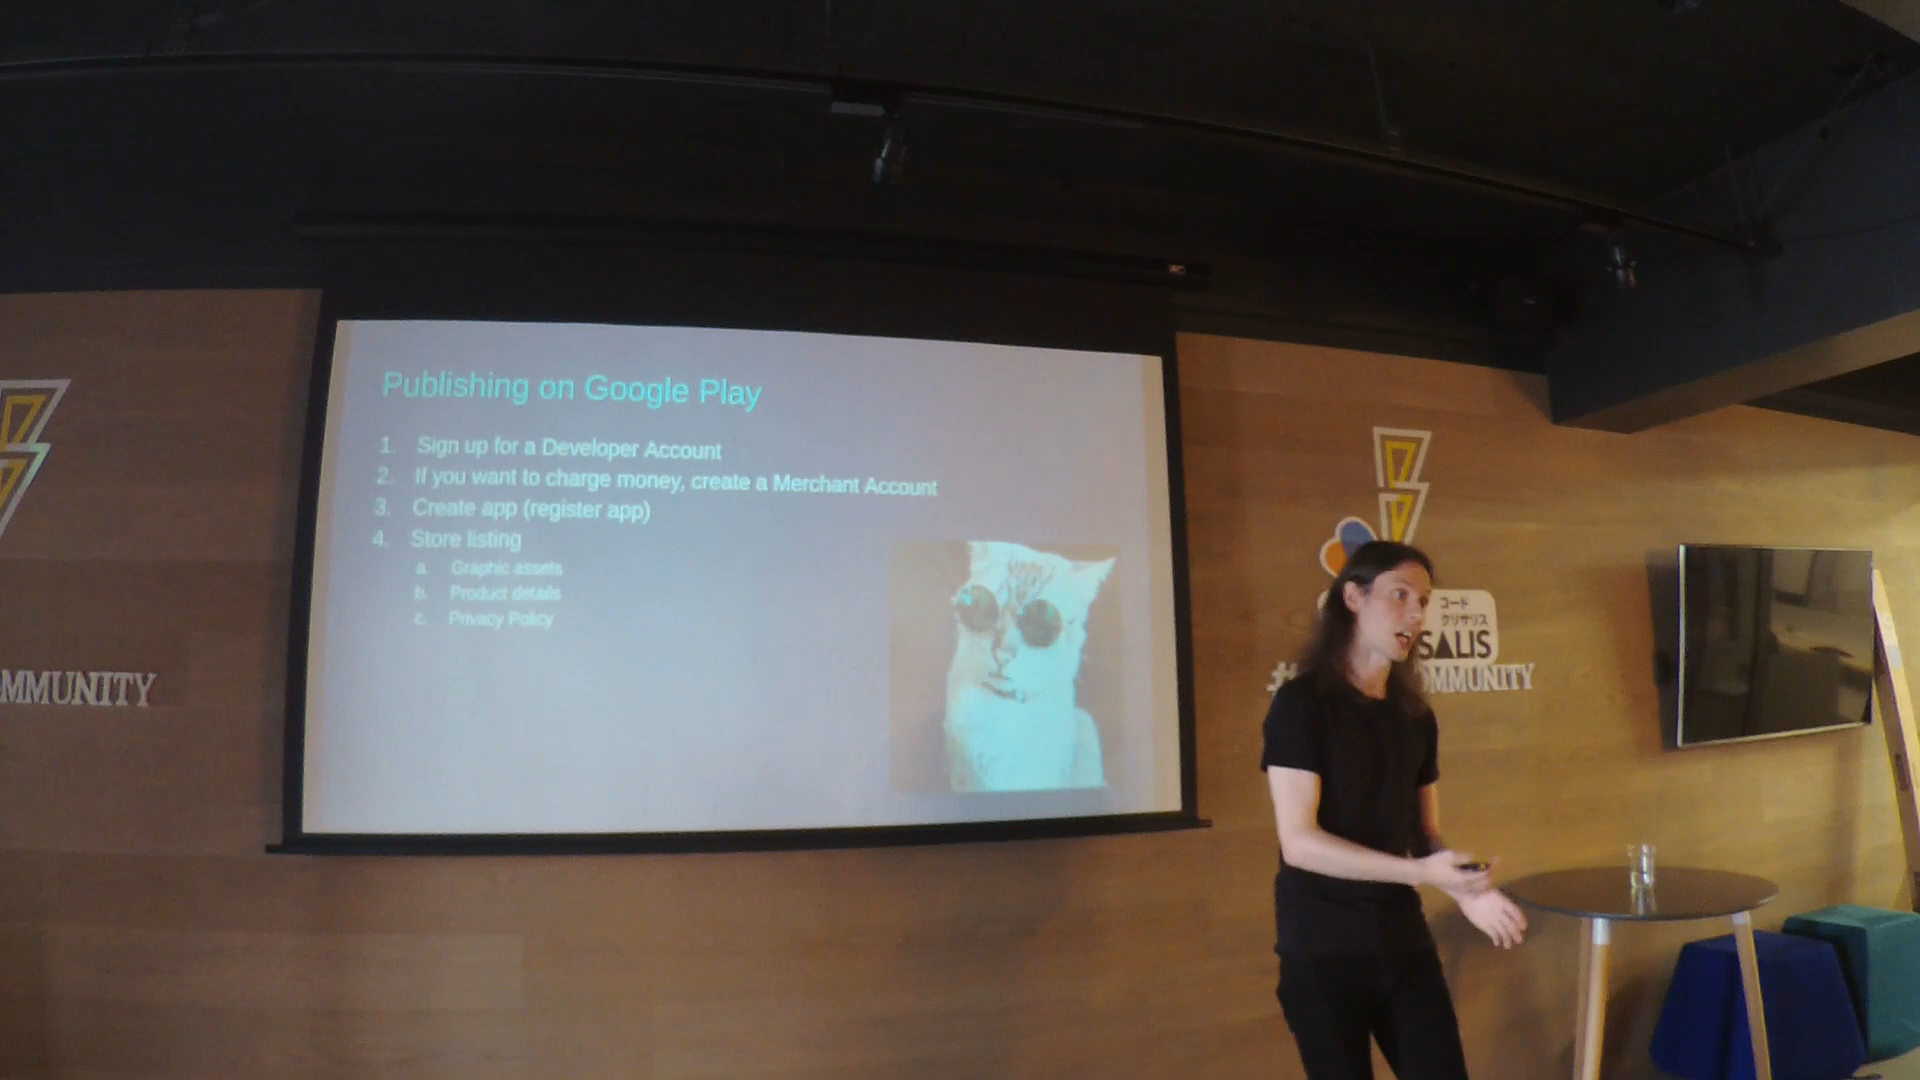 Publishing on Google Play
1. Sign up for a Developer Account
2. If you want to charge money, create a Merchant Account
3. Create app (register app)
4. Store listing
a. Graphic assets
b. Product details
c. Privacy Policy
MMUNITY
コード
クリサリス
SALIS
# OMMUNITY